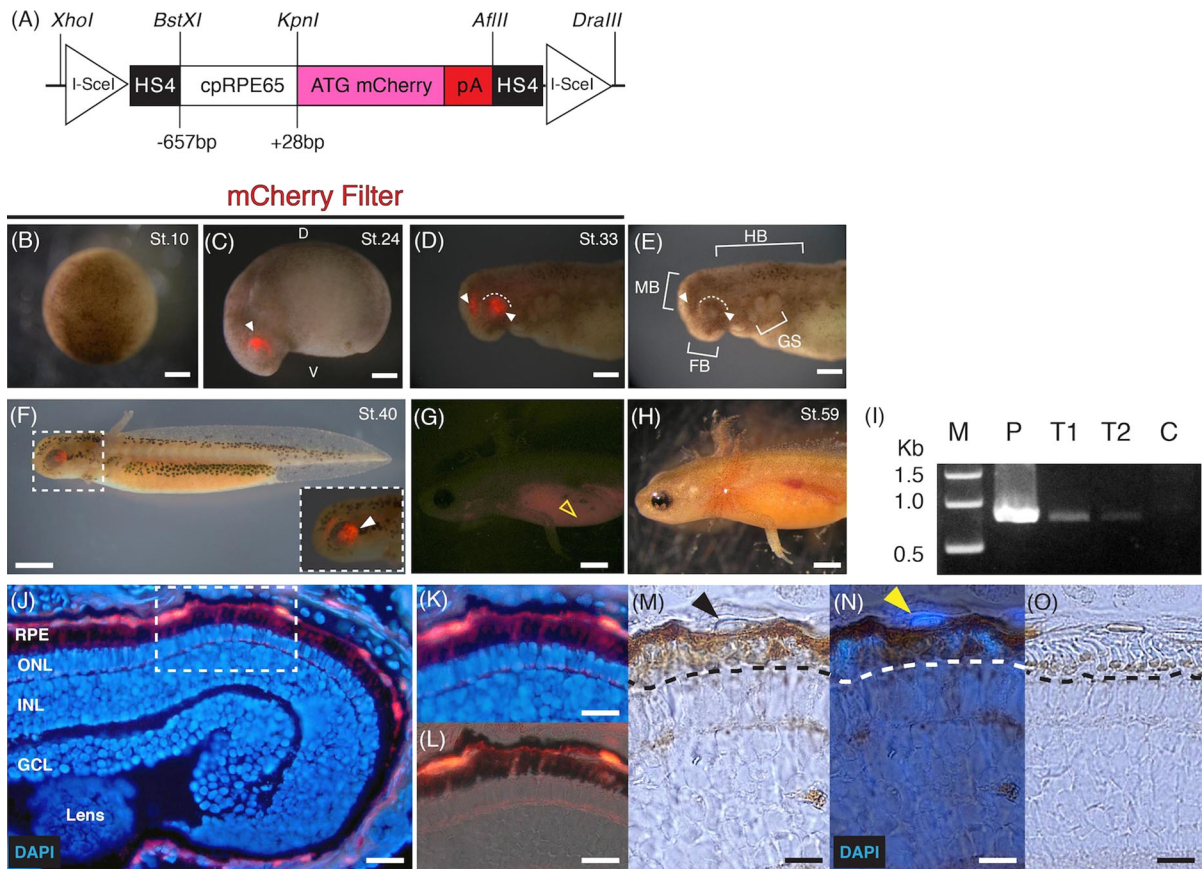 (A) XhoI BstXI KpnI AflII DraIII
I-SceI HS4 cpRPE65 ATG mCherry pA HS4 I-SceI
-657bp +28bp
mCherry Filter
(B) St.10 (C) D St.24 (D) St.33 (E) HB
MB
GS
V FB
(F) St.40 (G) (H) St.59 (I) M P T1 T2 C
Kb
1.5
1.0
0.5
(J) (K) (M) (N) (O)
RPE
ONL
INL
(L)
GCL
Lens
DAPI DAPI